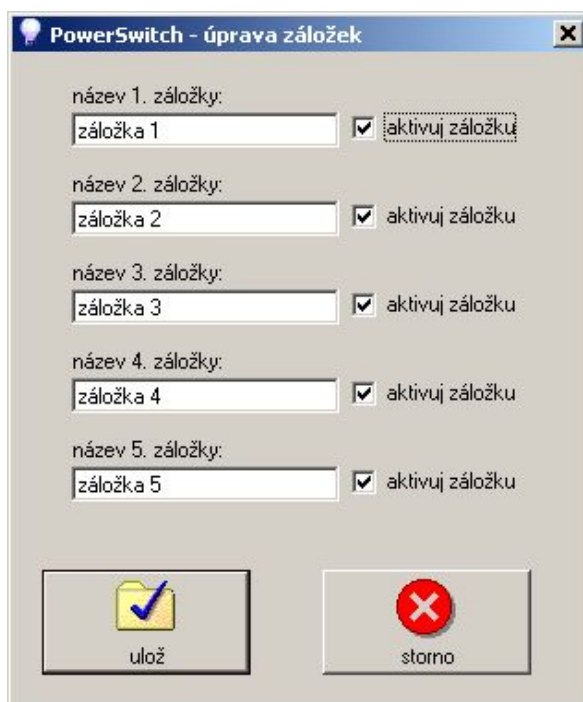 PowerSwitch - úprava záložek
název 1. záložky:
záložka 1 aktivuj záložku
název 2. záložky:
záložka 2 aktivuj záložku
název 3. záložky:
záložka 3 aktivuj záložku
název 4. záložky:
záložka 4 aktivuj záložku
název 5. záložky:
záložka 5 aktivuj záložku
ulož storno